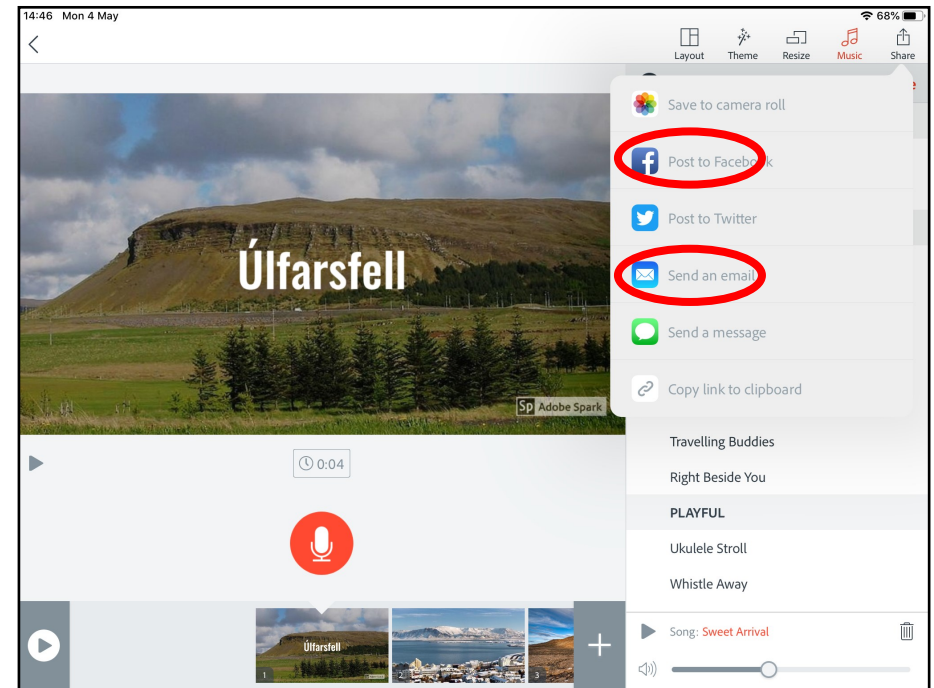 14:46 Mon 4 May
68%
Layout Theme Resize Music Share
Save to camera roll
Post to Facebook
Post to Twitter
Send an email
Send a message
Copy link to clipboard
Úlfarsfell
Sp Adobe Spark
0:04
Travelling Buddies
Right Beside You
PLAYFUL
Ukulele Stroll
Whistle Away
Song: Sweet Arrival
Úlfarsfell
1
2
3